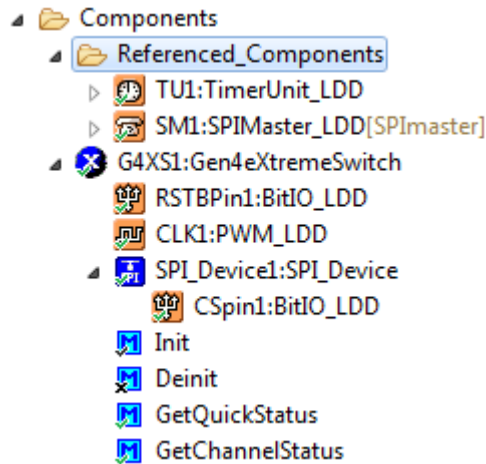 Components
Referenced_Components
TU1:TimerUnit_LDD
SM1:SPIMaster_LDD[SPImaster]
G4XS1:Gen4eXtremeSwitch
RSTBPin1:BitIO_LDD
CLK1:PWM_LDD
SPI_Device1:SPI_Device
CSpin1:BitIO_LDD
Init
Deinit
GetQuickStatus
GetChannelStatus